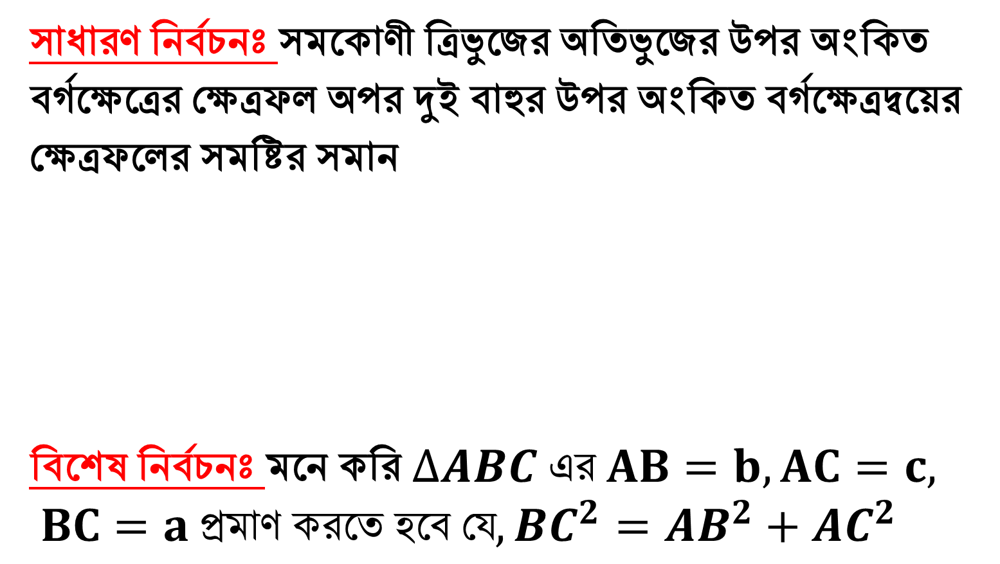 সাধারণ নির্বচনঃ সমকোণী ত্রিভুজের অতিভুজের উপর অংকিত
বর্গক্ষেত্রের ক্ষেত্রফল অপর দুই বাহুর উপর অংকিত বর্গক্ষেত্রদ্বয়ের
ক্ষেত্রফলের সমষ্টির সমান
বিশেষ নির্বচনঃ মনে করি ΔABC এর AB = b, AC = c,
BC = a প্রমাণ করতে হবে যে, BC² = AB² + AC²